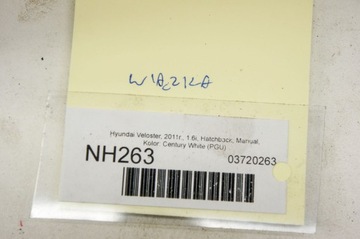 WIĄZKA
Hyundai Veloster, 2011r., 1.6i, Hatchback, Manual,
Kolor: Century White (PGU)
NH263
03720263